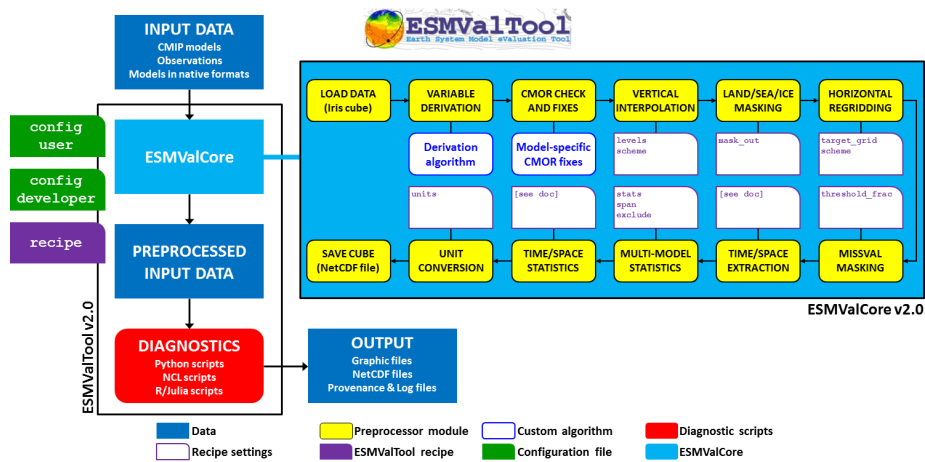 ESMValTool
Earth System Model eValuation Tool
INPUT DATA
CMIP models
Observations
Models in native formats
config
user
config
developer
recipe
ESMValCore
PREPROCESSED
INPUT DATA
DIAGNOSTICS
Python scripts
NCL scripts
R/Julia scripts
ESMValTool v2.0
OUTPUT
Graphic files
NetCDF files
Provenance & Log files
LOAD DATA
(Iris cube)
VARIABLE
DERIVATION
CMOR CHECK
AND FIXES
VERTICAL
INTERPOLATION
LAND/SEA/ICE
MASKING
HORIZONTAL
REGRIDDING
Derivation
algorithm
Model-specific
CMOR fixes
levels
scheme
mask_out
target_grid
scheme
units
[see doc]
stats
span
exclude
[see doc]
threshold_frac
SAVE CUBE
(NetCDF file)
UNIT
CONVERSION
TIME/SPACE
STATISTICS
MULTI-MODEL
STATISTICS
TIME/SPACE
EXTRACTION
MISSVAL
MASKING
ESMValCore v2.0
Data
Preprocessor module
Custom algorithm
Diagnostic scripts
Recipe settings
ESMValTool recipe
Configuration file
ESMValCore